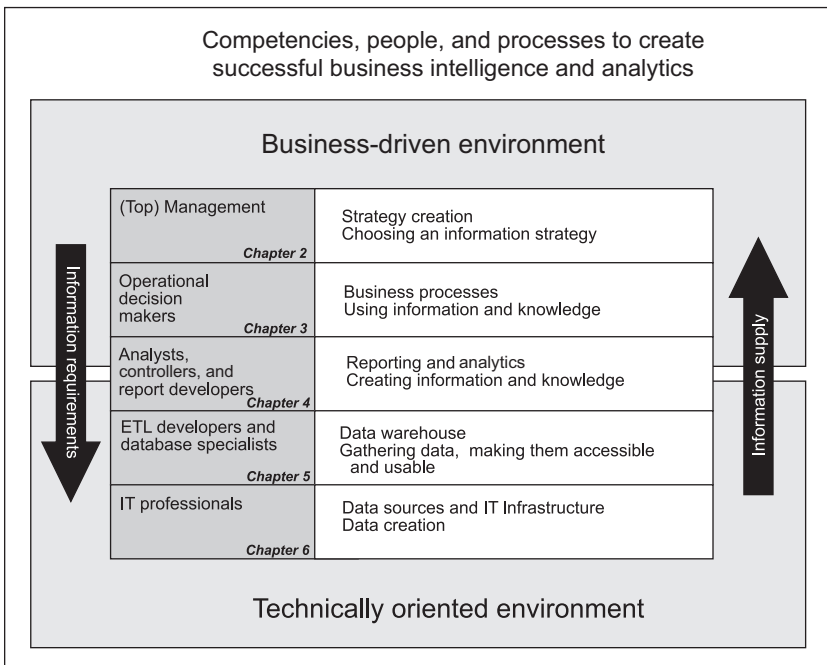 Competencies, people, and processes to create
successful business intelligence and analytics
Business-driven environment
(Top) Management
Chapter 2
Strategy creation
Choosing an information strategy
Operational
decision
makers
Chapter 3
Business processes
Using information and knowledge
Analysts,
controllers, and
report developers
Chapter 4
Reporting and analytics
Creating information and knowledge
ETL developers and
database specialists
Chapter 5
Data warehouse
Gathering data, making them accessible
and usable
IT professionals
Chapter 6
Data sources and IT Infrastructure
Data creation
Information requirements
Information supply
Technically oriented environment